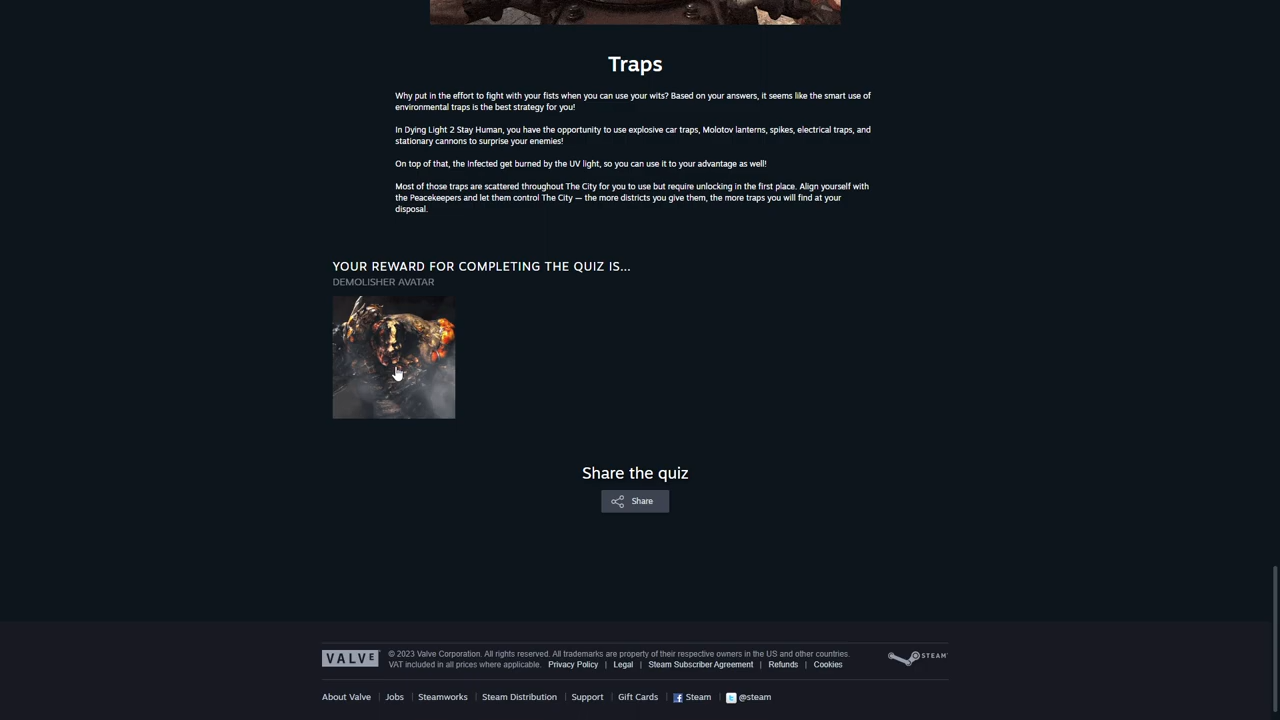 Traps
Why put in the effort to fight with your fists when you can use your wits? Based on your answers, it seems like the smart use of
environmental traps is the best strategy for you!
In Dying Light 2 Stay Human, you have the opportunity to use explosive car traps, Molotov lanterns, spikes, electrical traps, and
stationary cannons to surprise your enemies!
On top of that, the Infected get burned by the UV light, so you can use it to your advantage as well!
Most of those traps are scattered throughout The City for you to use but require unlocking in the first place. Align yourself with
the Peacekeepers and let them control The City — the more districts you give them, the more traps you will find at your
disposal.
YOUR REWARD FOR COMPLETING THE QUIZ IS...
DEMOLISHER AVATAR
Share the quiz
Share
VALVE © 2023 Valve Corporation. All rights reserved. All trademarks are property of their respective owners in the US and other countries. STEAM
VAT included in all prices where applicable. Privacy Policy | Legal | Steam Subscriber Agreement | Refunds | Cookies
About Valve | Jobs | Steamworks | Steam Distribution | Support | Gift Cards | Steam | @steam